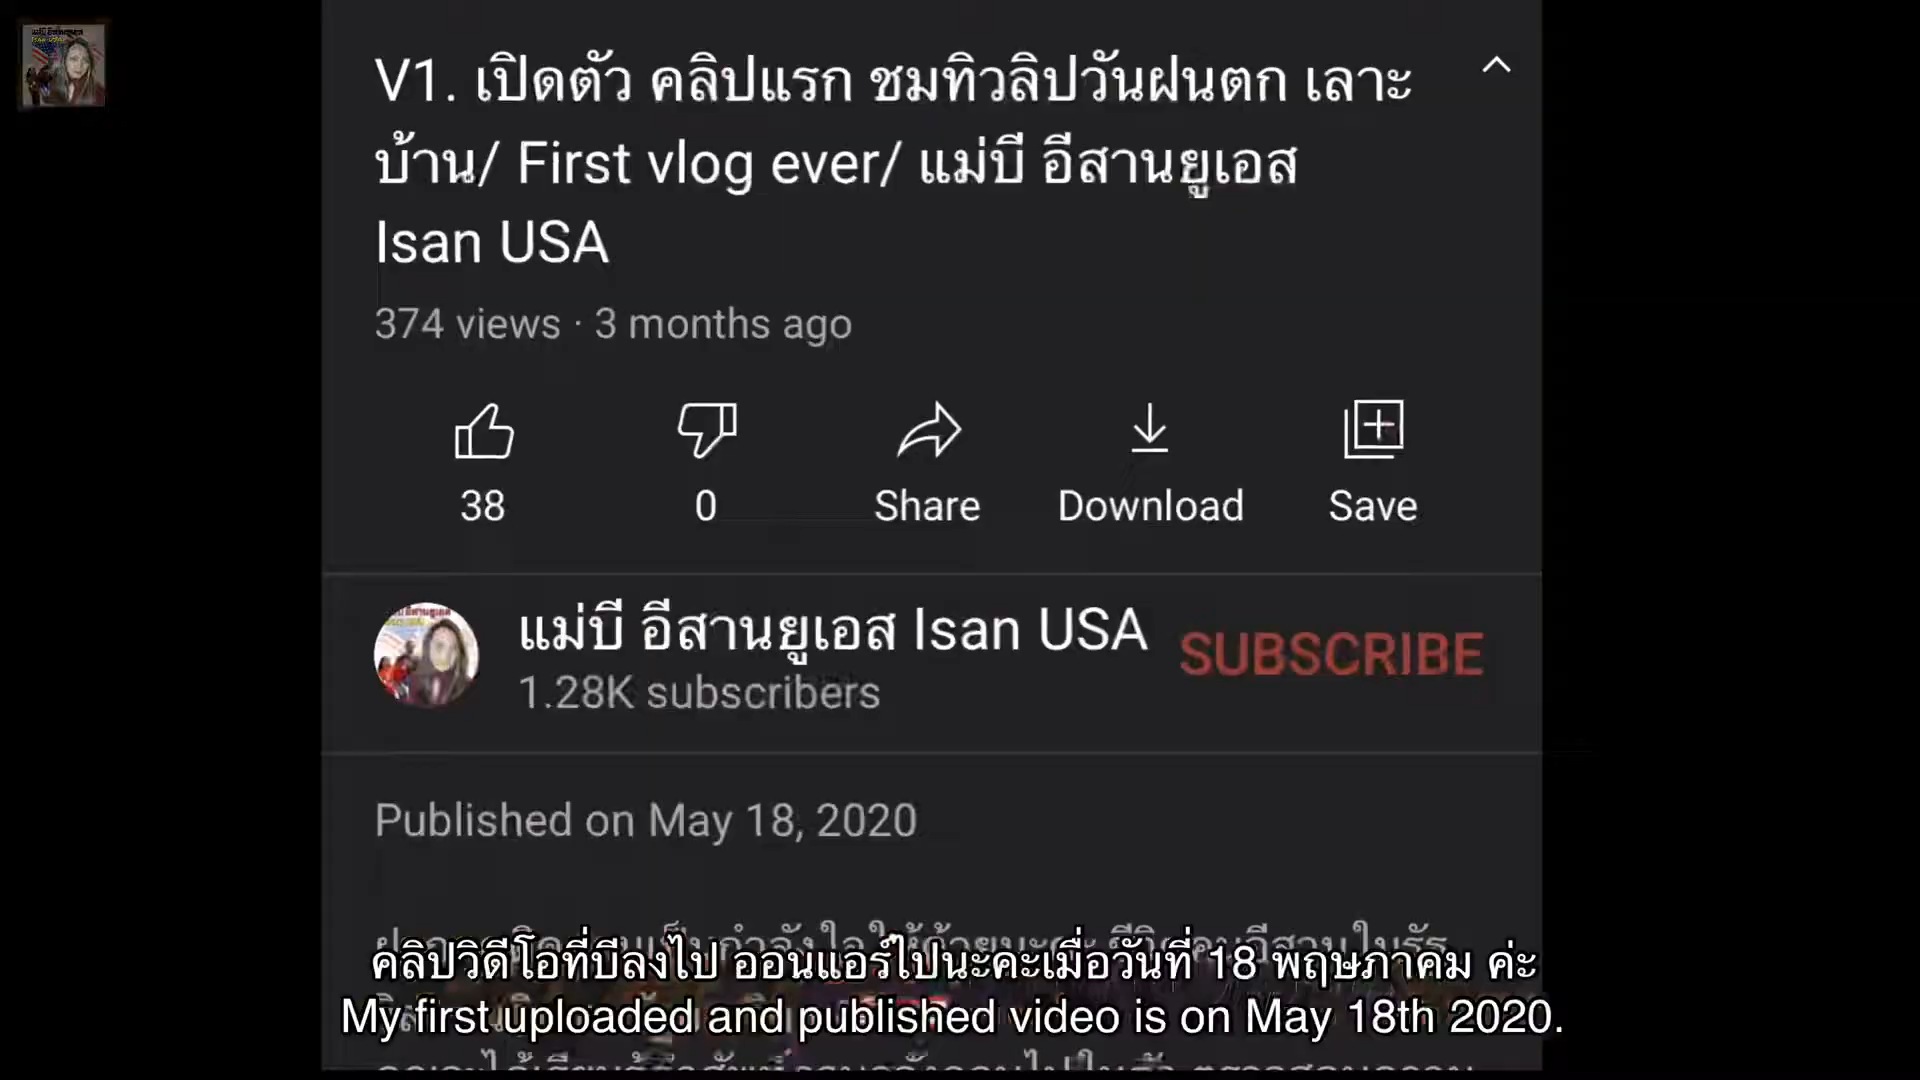 V1. เปิดตัว คลิปแรก ชมทิวลิปวันฝนตก เลาะ
บ้าน/ First vlog ever/ แม่บี อีสานยูเอส
Isan USA
374 views · 3 months ago
38
0
Share
Download
Save
แม่บี อีสานยูเอส Isan USA
SUBSCRIBE
1.28K subscribers
Published on May 18, 2020
คลิปวิดีโอที่บีลงไป ออนแอร์ไปนะคะเมื่อวันที่ 18 พฤษภาคม ค่ะ
My first uploaded and published video is on May 18th 2020.